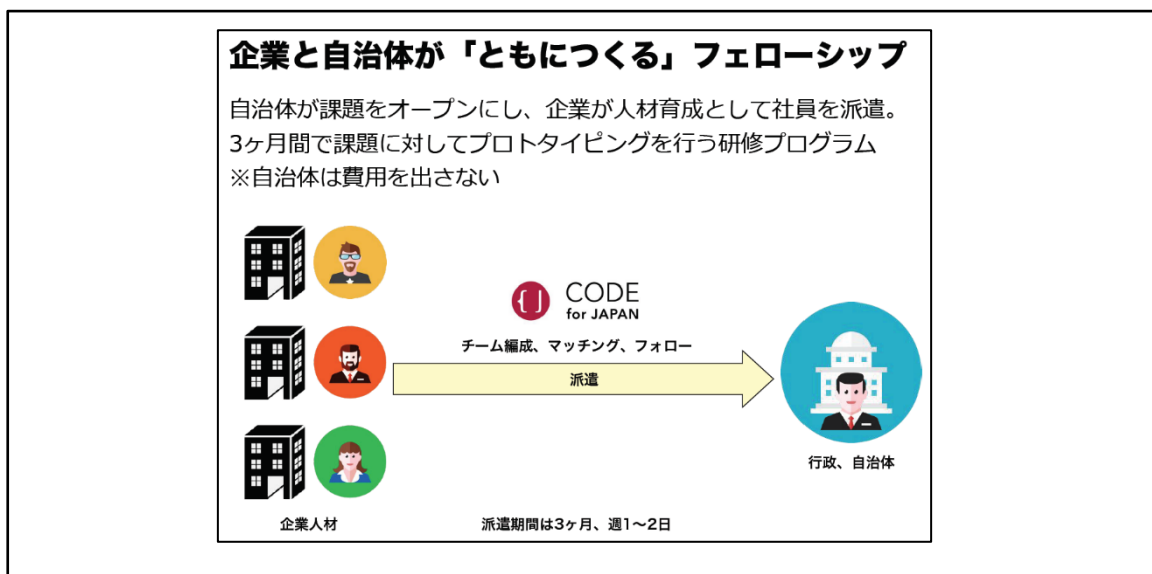 企業と自治体が「ともにつくる」フェローシップ
自治体が課題をオープンにし、企業が人材育成として社員を派遣。
3ヶ月間で課題に対してプロトタイピングを行う研修プログラム
※自治体は費用を出さない
CODE
for JAPAN
チーム編成、マッチング、フォロー
派遣
行政、自治体
企業人材
派遣期間は3ヶ月、週1〜2日